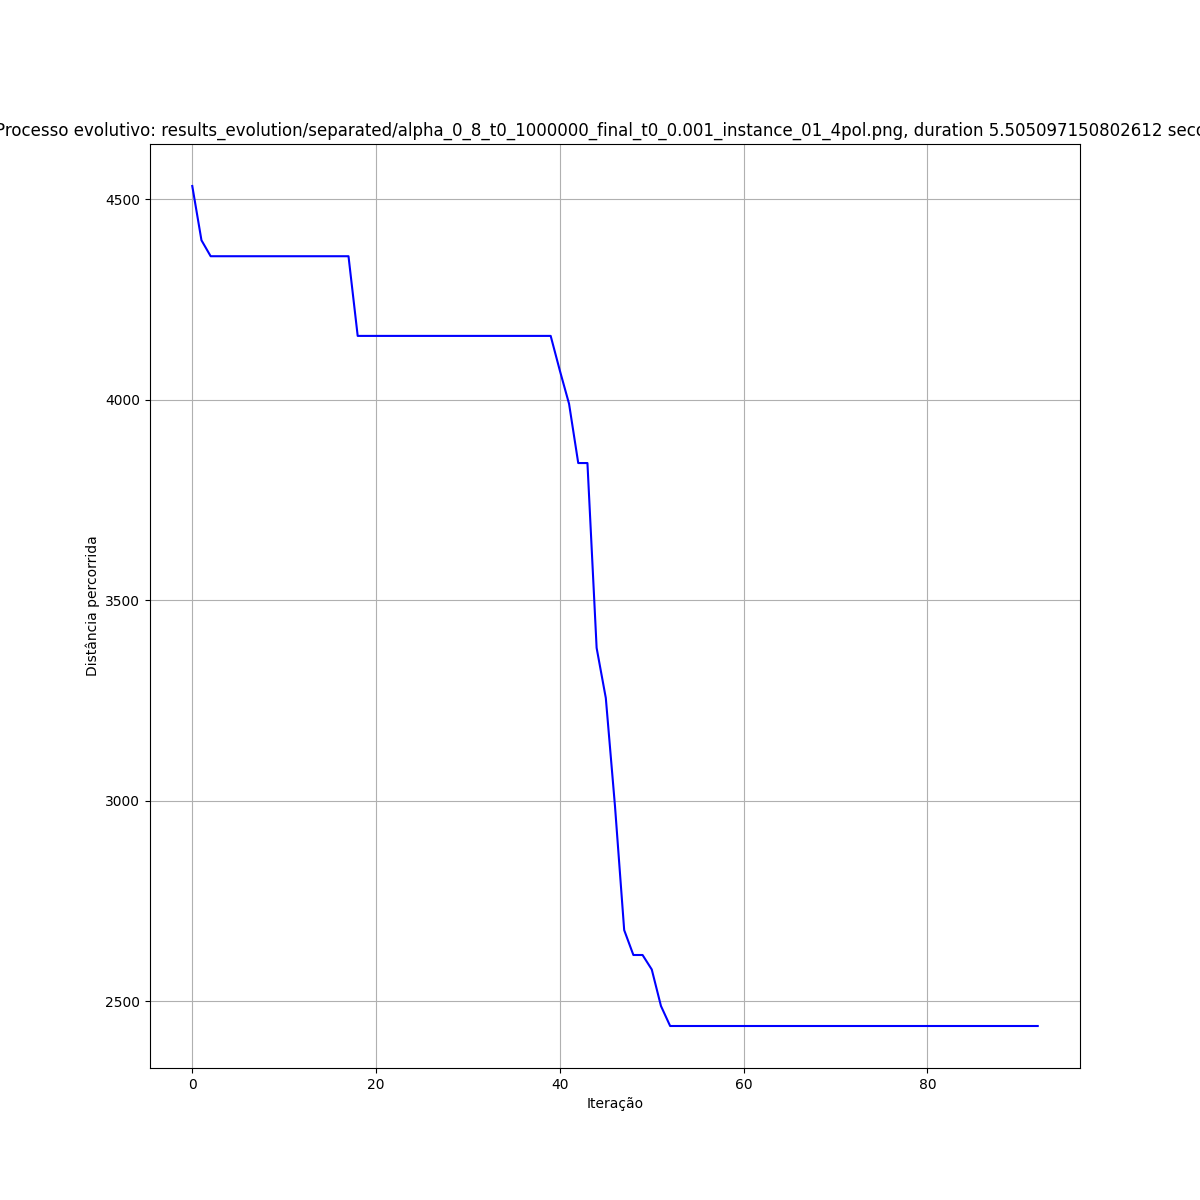 Processo evolutivo: results_evolution/separated/alpha_0_8_t0_1000000_final_t0_0.001_instance_01_4pol.png, duration 5.505097150802612 seco
4500
4000
3500
3000
2500
Distância percorrida
0 20 40 60 80
Iteração